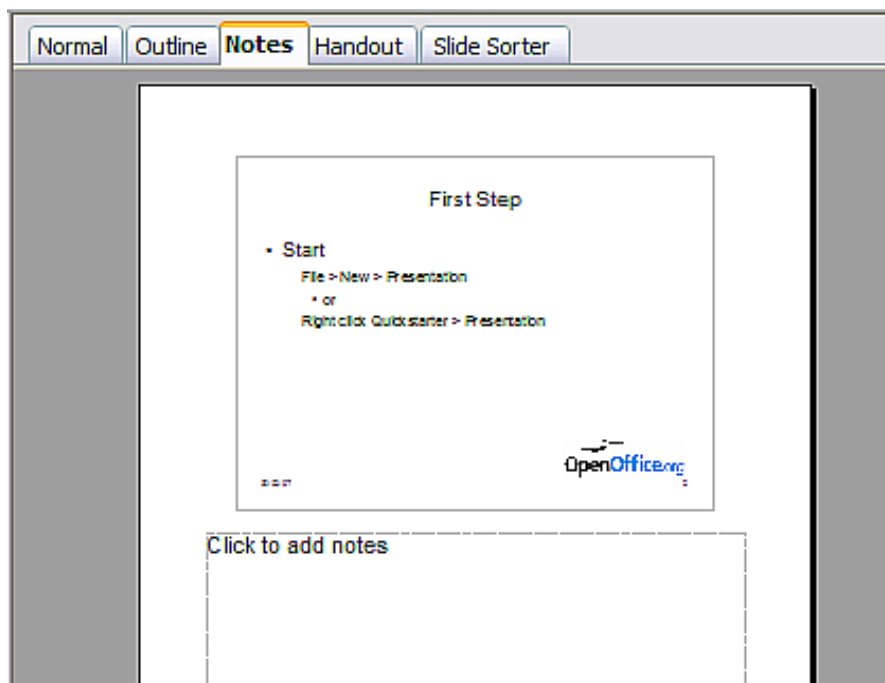 Normal Outline Notes Handout Slide Sorter
First Step
• Start
File > New > Presentation
• or
Right click Quickstarter > Presentation
OpenOffice.org
Click to add notes